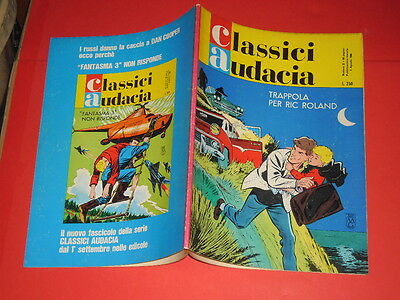 I russi danno la caccia a DAN COOPER
ecco perchè
"FANTASMA 3" NON RISPONDE
classici
audacia
"FANTASMA 3"
NON RISPONDE
Il nuovo fascicolo della serie
CLASSICI AUDACIA
dal 1° settembre nelle edicole
classici
audacia
L. 250
TRAPPOLA
PER RIC ROLAND